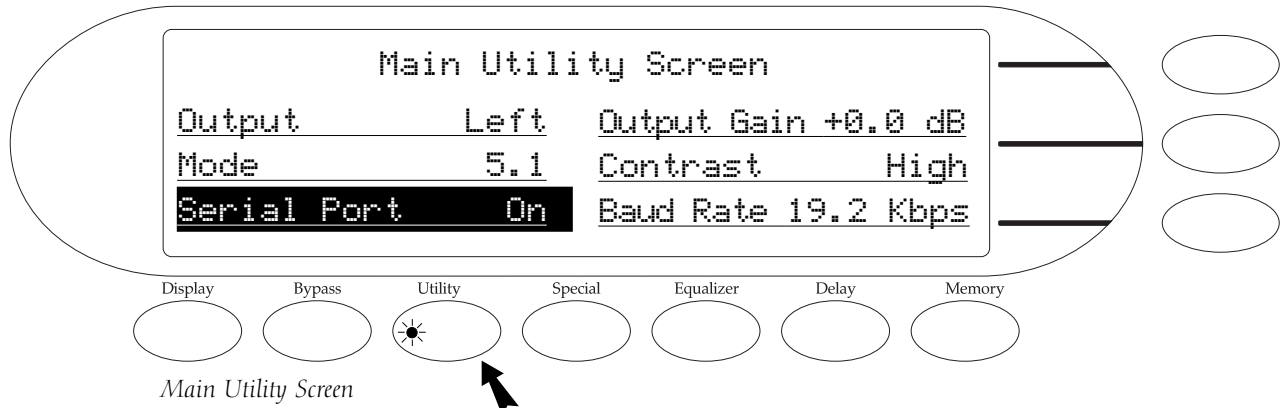 Main Utility Screen
Output Left Output Gain +0.0 dB
Mode 5.1 Contrast High
Serial Port On Baud Rate 19.2 Kbps
Display Bypass Utility Special Equalizer Delay Memory
Main Utility Screen